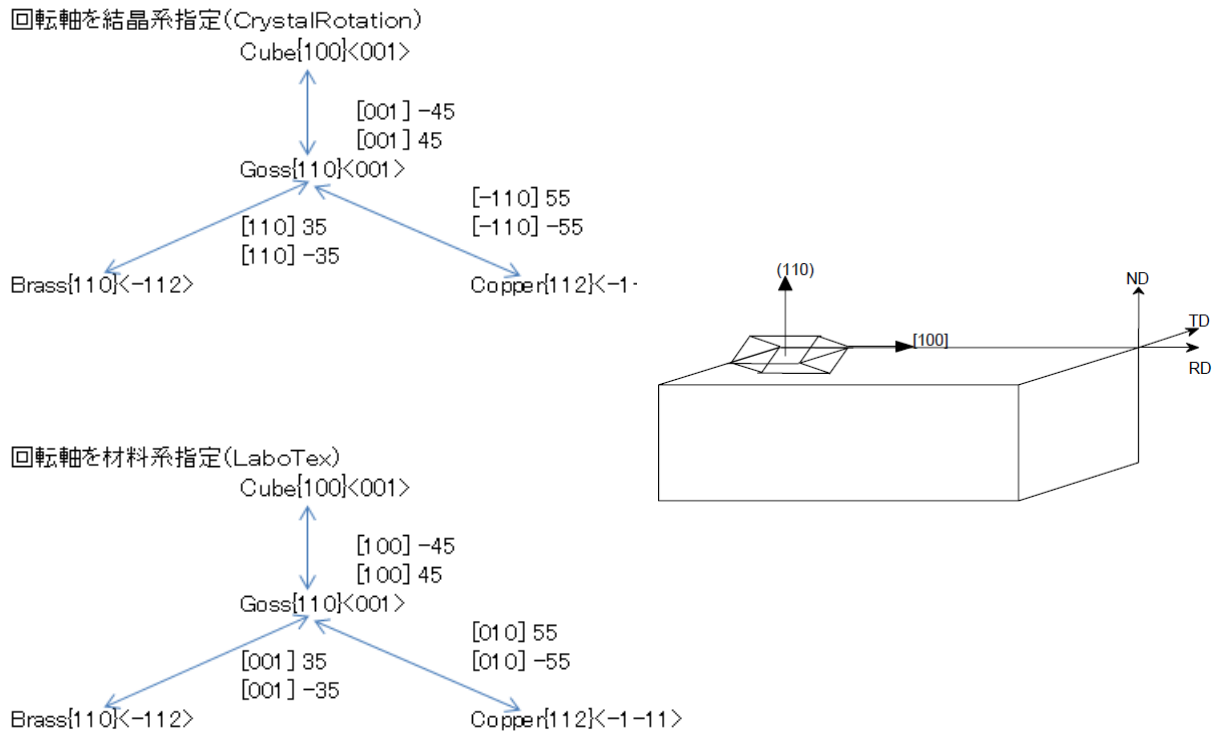 回転軸を結晶系指定(CrystalRotation)
Cube{100}<001>
[001] -45
[001] 45
Goss{110}<001>
[-110] 55
[-110] -55
[110] 35
[110] -35
Brass{110}<-112>
Copper{112}<-1-
(110)
[100]
ND
TD
RD
回転軸を材料系指定(LaboTex)
Cube{100}<001>
[100] -45
[100] 45
Goss{110}<001>
[010] 55
[010] -55
[001] 35
[001] -35
Brass{110}<-112>
Copper{112}<-1-11>